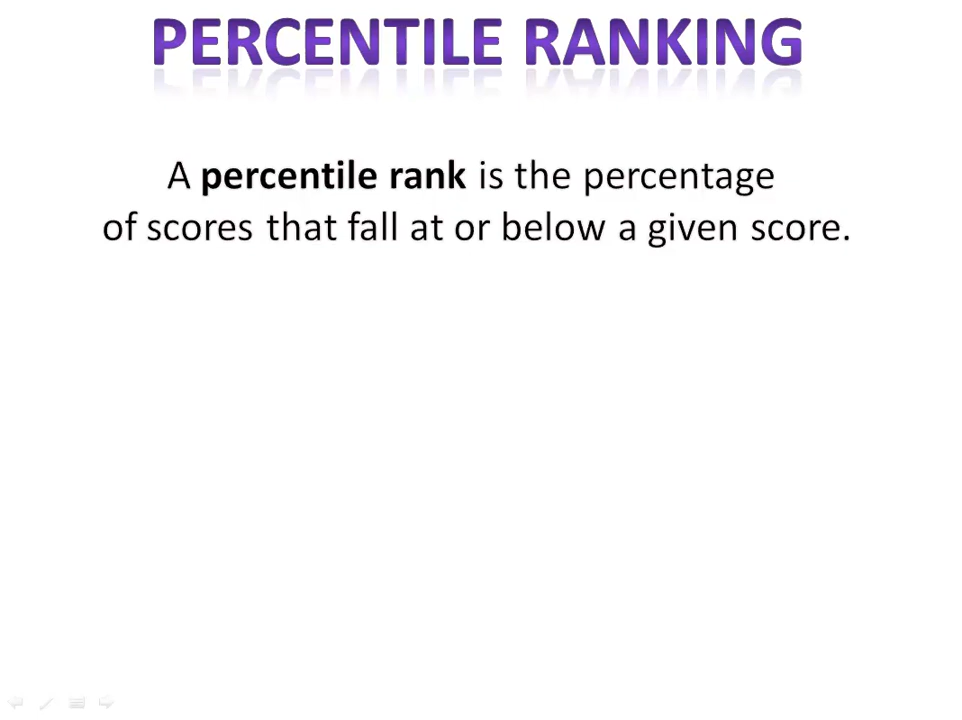 PERCENTILE RANKING
A percentile rank is the percentage
of scores that fall at or below a given score.